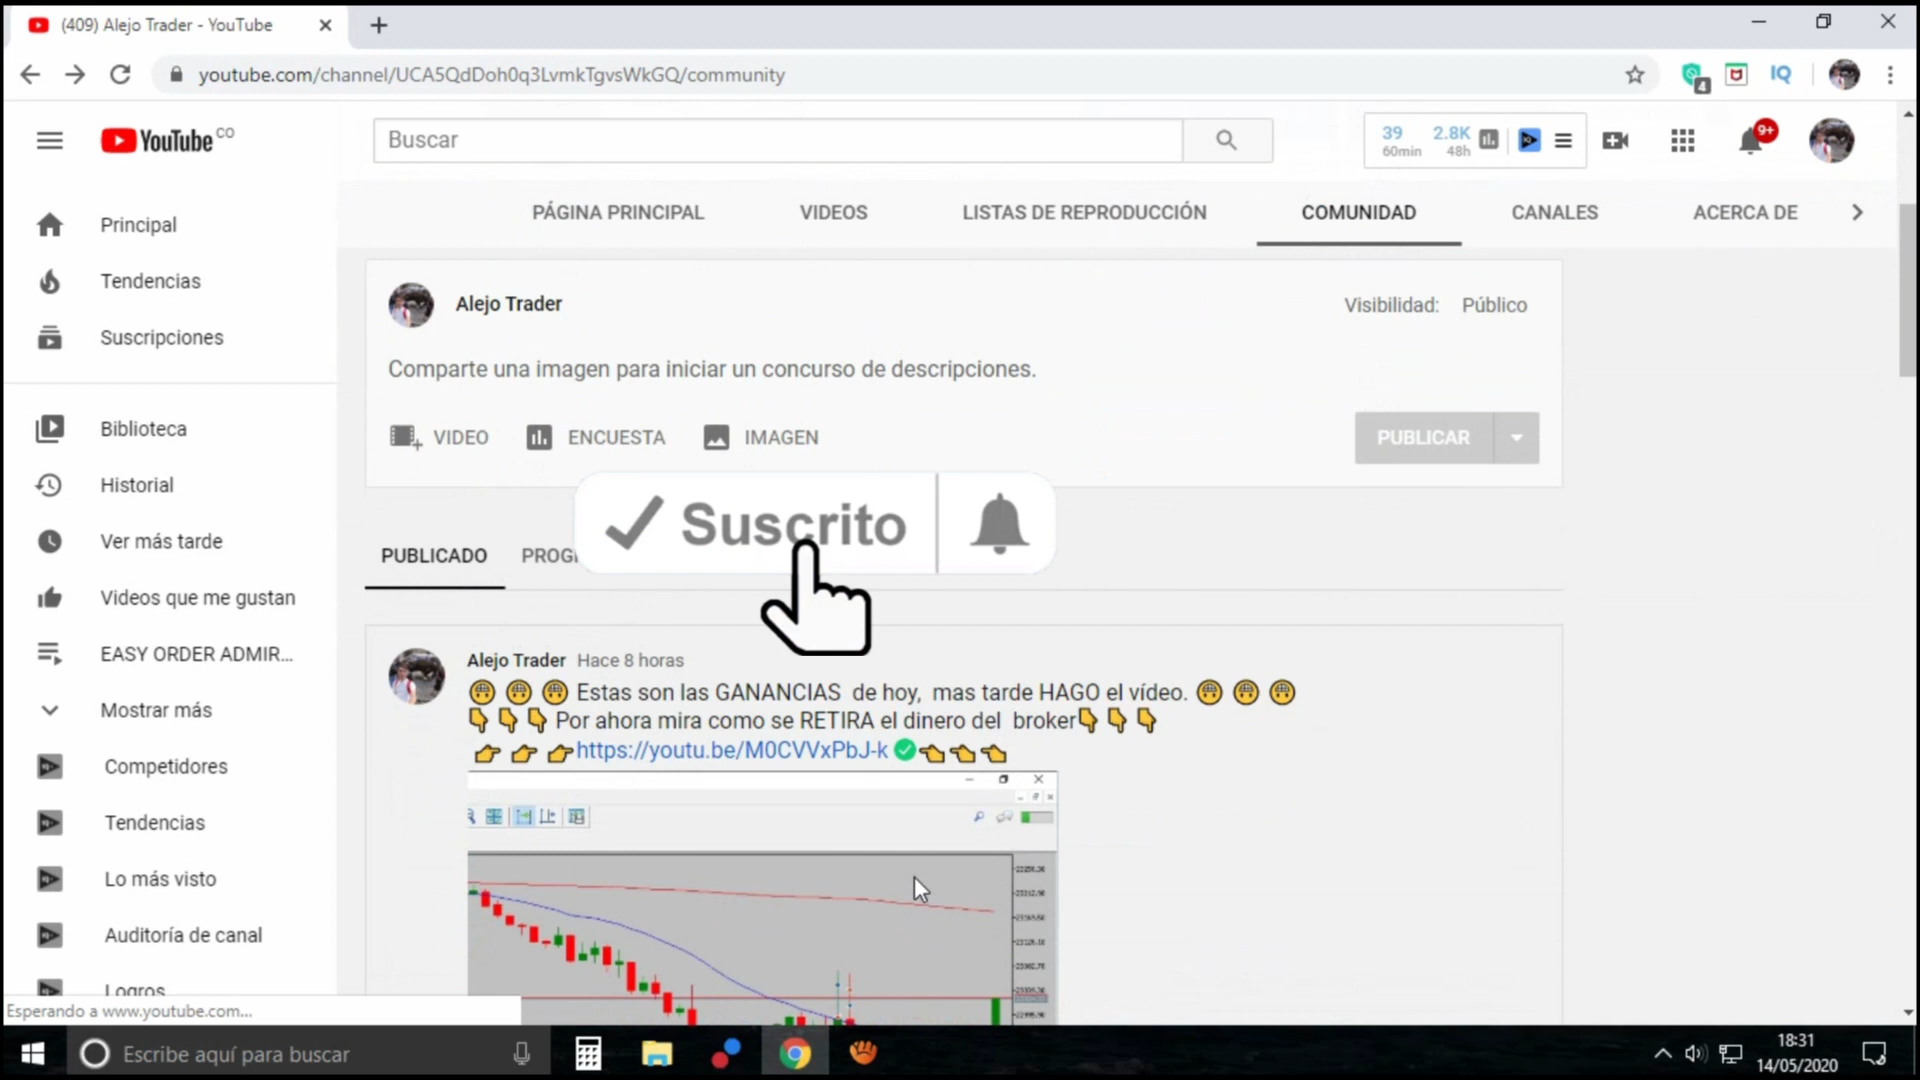 (409) Alejo Trader - YouTube
youtube.com/channel/UCA5QdDoh0q3LvmkTgvsWkGQ/community
4
IQ
YouTube CO
Buscar
39 60min 2.8K 48h
9+
PÁGINA PRINCIPAL VIDEOS LISTAS DE REPRODUCCIÓN COMUNIDAD CANALES ACERCA DE
Principal
Tendencias
Suscripciones
Biblioteca
Historial
Ver más tarde
Videos que me gustan
EASY ORDER ADMIR...
Mostrar más
Competidores
Tendencias
Lo más visto
Auditoría de canal
Logros
Alejo Trader
Visibilidad: Público
Comparte una imagen para iniciar un concurso de descripciones.
VIDEO ENCUESTA IMAGEN
PUBLICAR
Suscrito
PUBLICADO PROG
Alejo Trader Hace 8 horas
Estas son las GANANCIAS de hoy, mas tarde HAGO el vídeo.
Por ahora mira como se RETIRA el dinero del broker
https://youtu.be/M0CVVxPbJ-k
Esperando a www.youtube.com...
Escribe aquí para buscar
18:31
14/05/2020